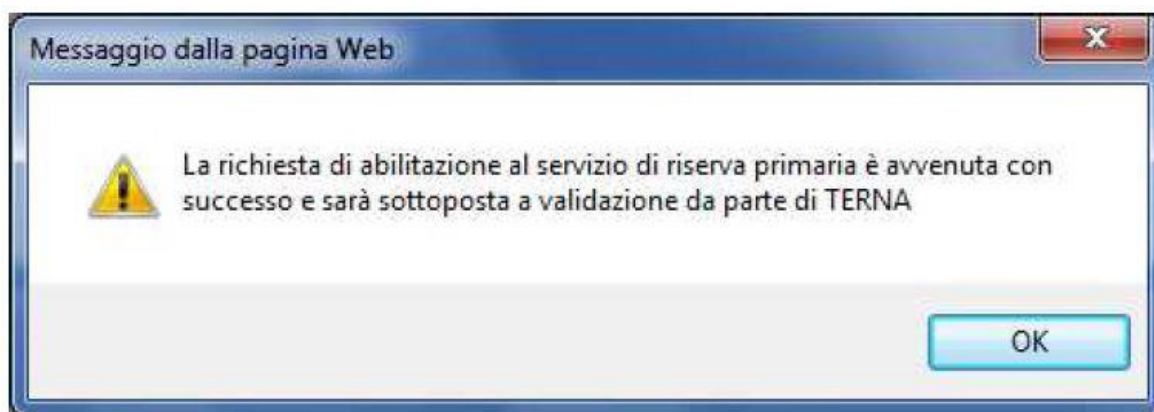 Messaggio dalla pagina Web
La richiesta di abilitazione al servizio di riserva primaria è avvenuta con
successo e sarà sottoposta a validazione da parte di TERNA
OK